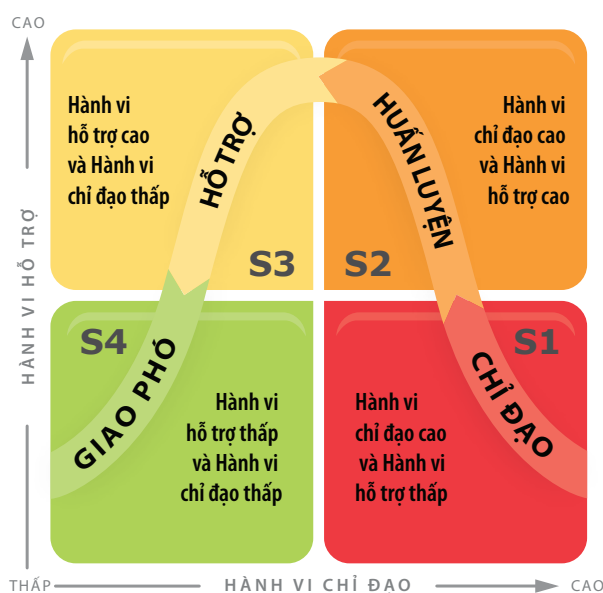 CAO
HÀNH VI HỖ TRỢ
Hành vi
hỗ trợ cao
và Hành vi
chỉ đạo thấp
HỖ TRỢ
S3
HUẤN LUYỆN
Hành vi
chỉ đạo cao
và Hành vi
hỗ trợ cao
S2
S4
GIAO PHÓ
Hành vi
hỗ trợ thấp
và Hành vi
chỉ đạo thấp
S1
CHỈ ĐẠO
Hành vi
chỉ đạo cao
và Hành vi
hỗ trợ thấp
THẤP
HÀNH VI CHỈ ĐẠO
CAO